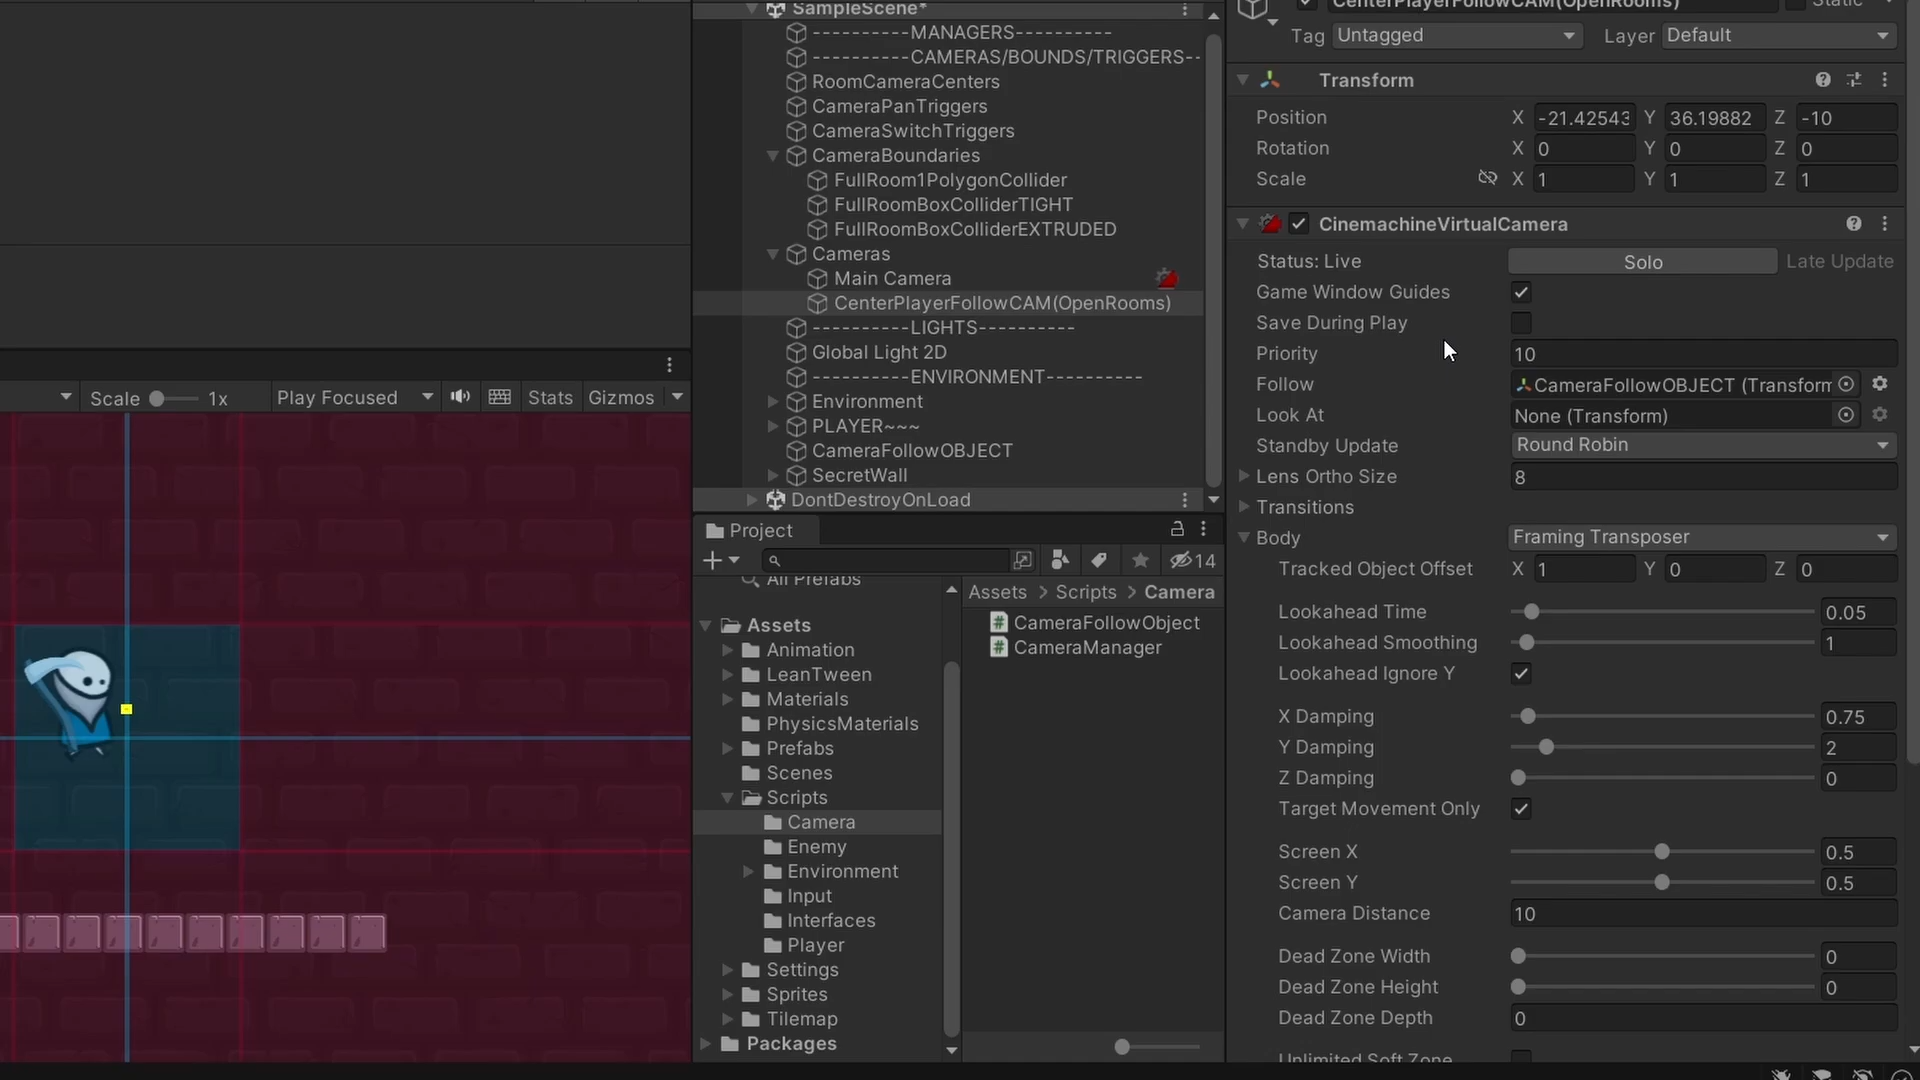 Scale 1x Play Focused Stats Gizmos
SampleScene*
----------MANAGERS----------
----------CAMERAS/BOUNDS/TRIGGERS--
RoomCameraCenters
CameraPanTriggers
CameraSwitchTriggers
CameraBoundaries
FullRoom1PolygonCollider
FullRoomBoxColliderTIGHT
FullRoomBoxColliderEXTRUDED
Cameras
Main Camera
CenterPlayerFollowCAM(OpenRooms)
----------LIGHTS----------
Global Light 2D
----------ENVIRONMENT----------
Environment
PLAYER~~~
CameraFollowOBJECT
SecretWall
DontDestroyOnLoad
Project
14
All Prefabs
Assets
Animation
LeanTween
Materials
PhysicsMaterials
Prefabs
Scenes
Scripts
Camera
Enemy
Environment
Input
Interfaces
Player
Settings
Sprites
Tilemap
Packages
Assets > Scripts > Camera
CameraFollowObject
CameraManager
CenterPlayerFollowCAM(OpenRooms) Static
Tag Untagged Layer Default
Transform
Position X -21.42543 Y 36.19882 Z -10
Rotation X 0 Y 0 Z 0
Scale X 1 Y 1 Z 1
CinemachineVirtualCamera
Status: Live Solo Late Update
Game Window Guides
Save During Play
Priority 10
Follow CameraFollowOBJECT (Transform
Look At None (Transform)
Standby Update Round Robin
Lens Ortho Size 8
Transitions
Body Framing Transposer
Tracked Object Offset X 1 Y 0 Z 0
Lookahead Time 0.05
Lookahead Smoothing 1
Lookahead Ignore Y
X Damping 0.75
Y Damping 2
Z Damping 0
Target Movement Only
Screen X 0.5
Screen Y 0.5
Camera Distance 10
Dead Zone Width 0
Dead Zone Height 0
Dead Zone Depth 0
Unlimited Soft Zone